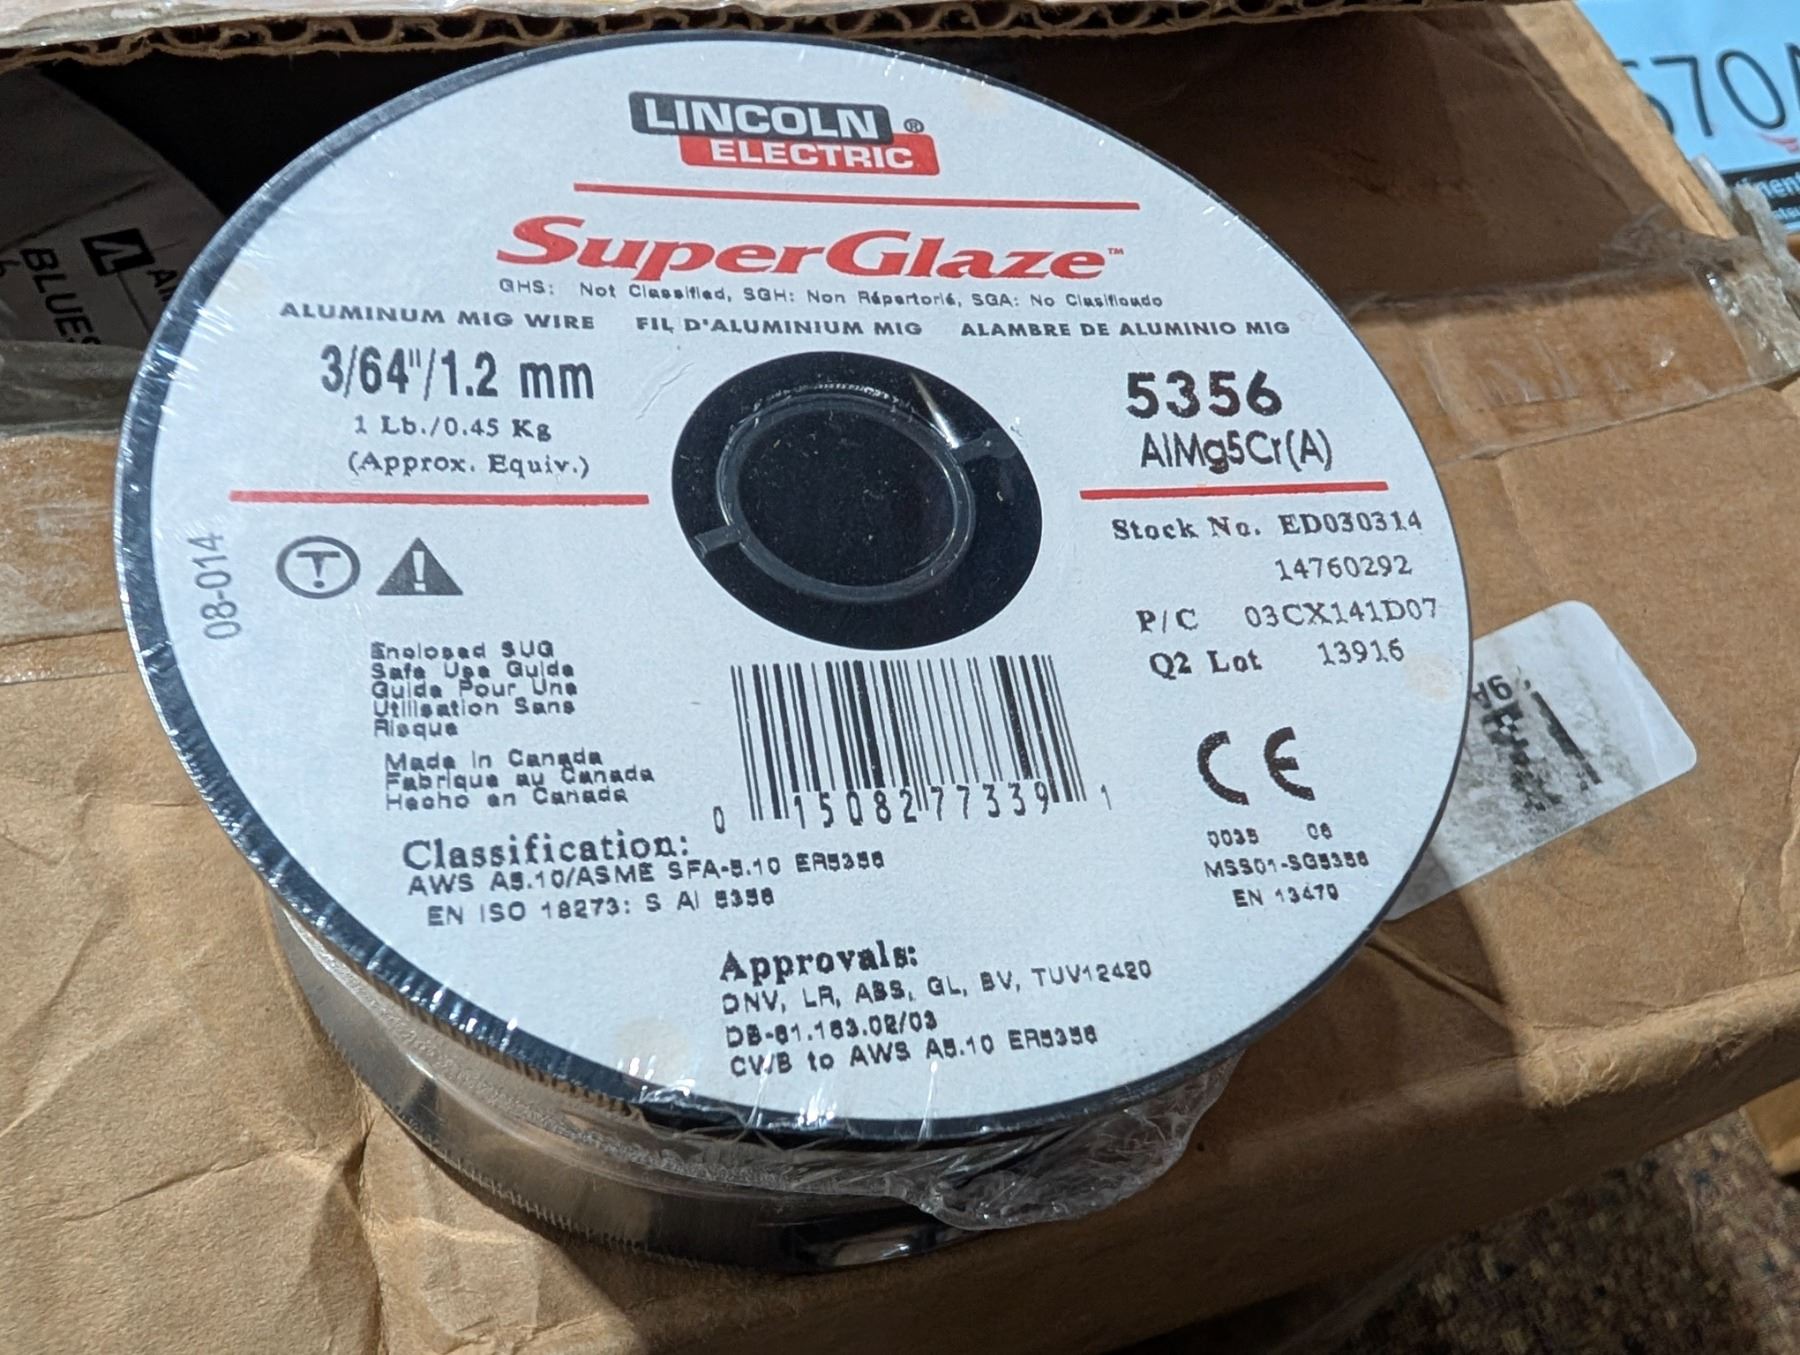 LINCOLN ®
ELECTRIC
SuperGlaze™
GHS: Not Classified, SGH: Non Répertorié, SGA: No Clasificado
ALUMINUM MIG WIRE FIL D'ALUMINIUM MIG ALAMBRE DE ALUMINIO MIG
3/64"/1.2 mm
1 Lb./0.45 Kg
(Approx. Equiv.)
5356
AlMg5Cr(A)
Stock No. ED030314
14760292
P/C 03CX141D07
Q2 Lot 13916
08-014
Enclosed SUG
Safe Use Guide
Guide Pour Une
Utilisation Sans
Risque
Made in Canada
Fabrique au Canada
Hecho en Canada
0 15082 77339 1
CE
0035 06
MSS01-SG5356
EN 13479
Classification:
AWS A5.10/ASME SFA-5.10 ER5356
EN ISO 18273: S Al 5356
Approvals:
DNV, LR, ABS, GL, BV, TUV12420
DB-61.183.02/03
CWB to AWS A5.10 ER5356
BLUE